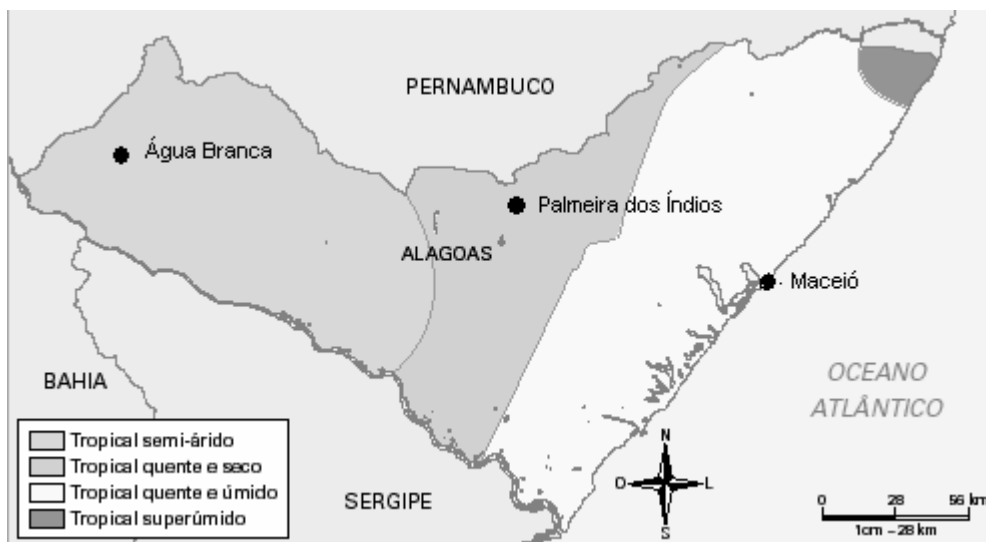 PERNAMBUCO
Água Branca
Palmeira dos Índios
ALAGOAS
Maceió
BAHIA
OCEANO
ATLÂNTICO
Tropical semi-árido
Tropical quente e seco
Tropical quente e úmido
Tropical superúmido
SERGIPE
N
O
L
S
0 28 56 km
1cm – 28 km